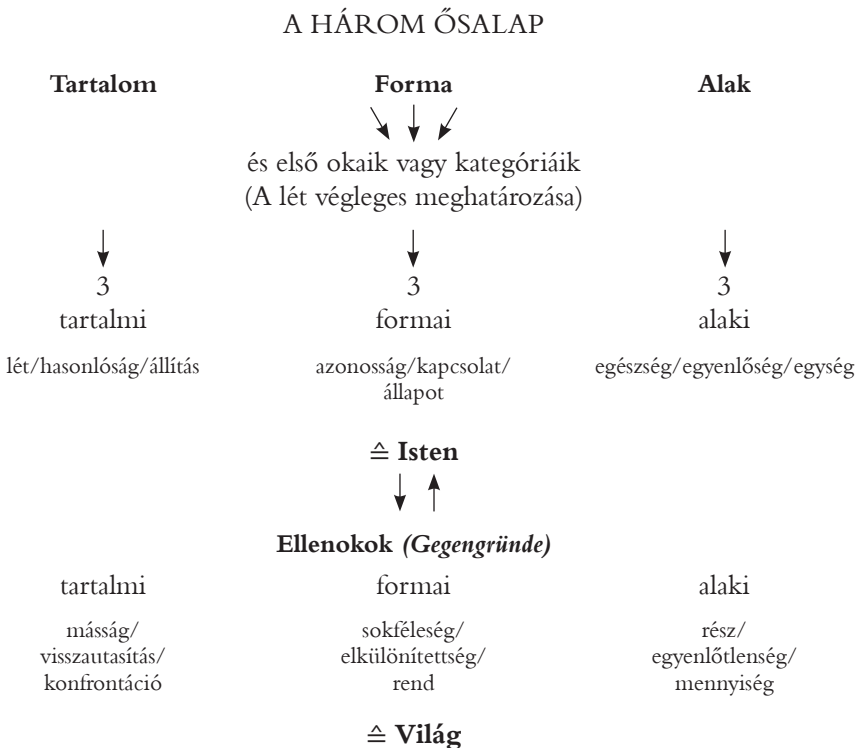 A HÁROM ŐSALAP
Tartalom Forma Alak
és első okaik vagy kategóriáik
(A lét végleges meghatározása)
3 3 3
tartalmi formai alaki
lét/hasonlóság/állítás azonosság/kapcsolat/ egészség/egyenlőség/egység
állapot
≙ Isten
Ellenokok (Gegengründe)
tartalmi formai alaki
másság/ sokféleség/ rész/
visszautasítás/ elkülönítettség/ egyenlőtlenség/
konfrontáció rend mennyiség
≙ Világ